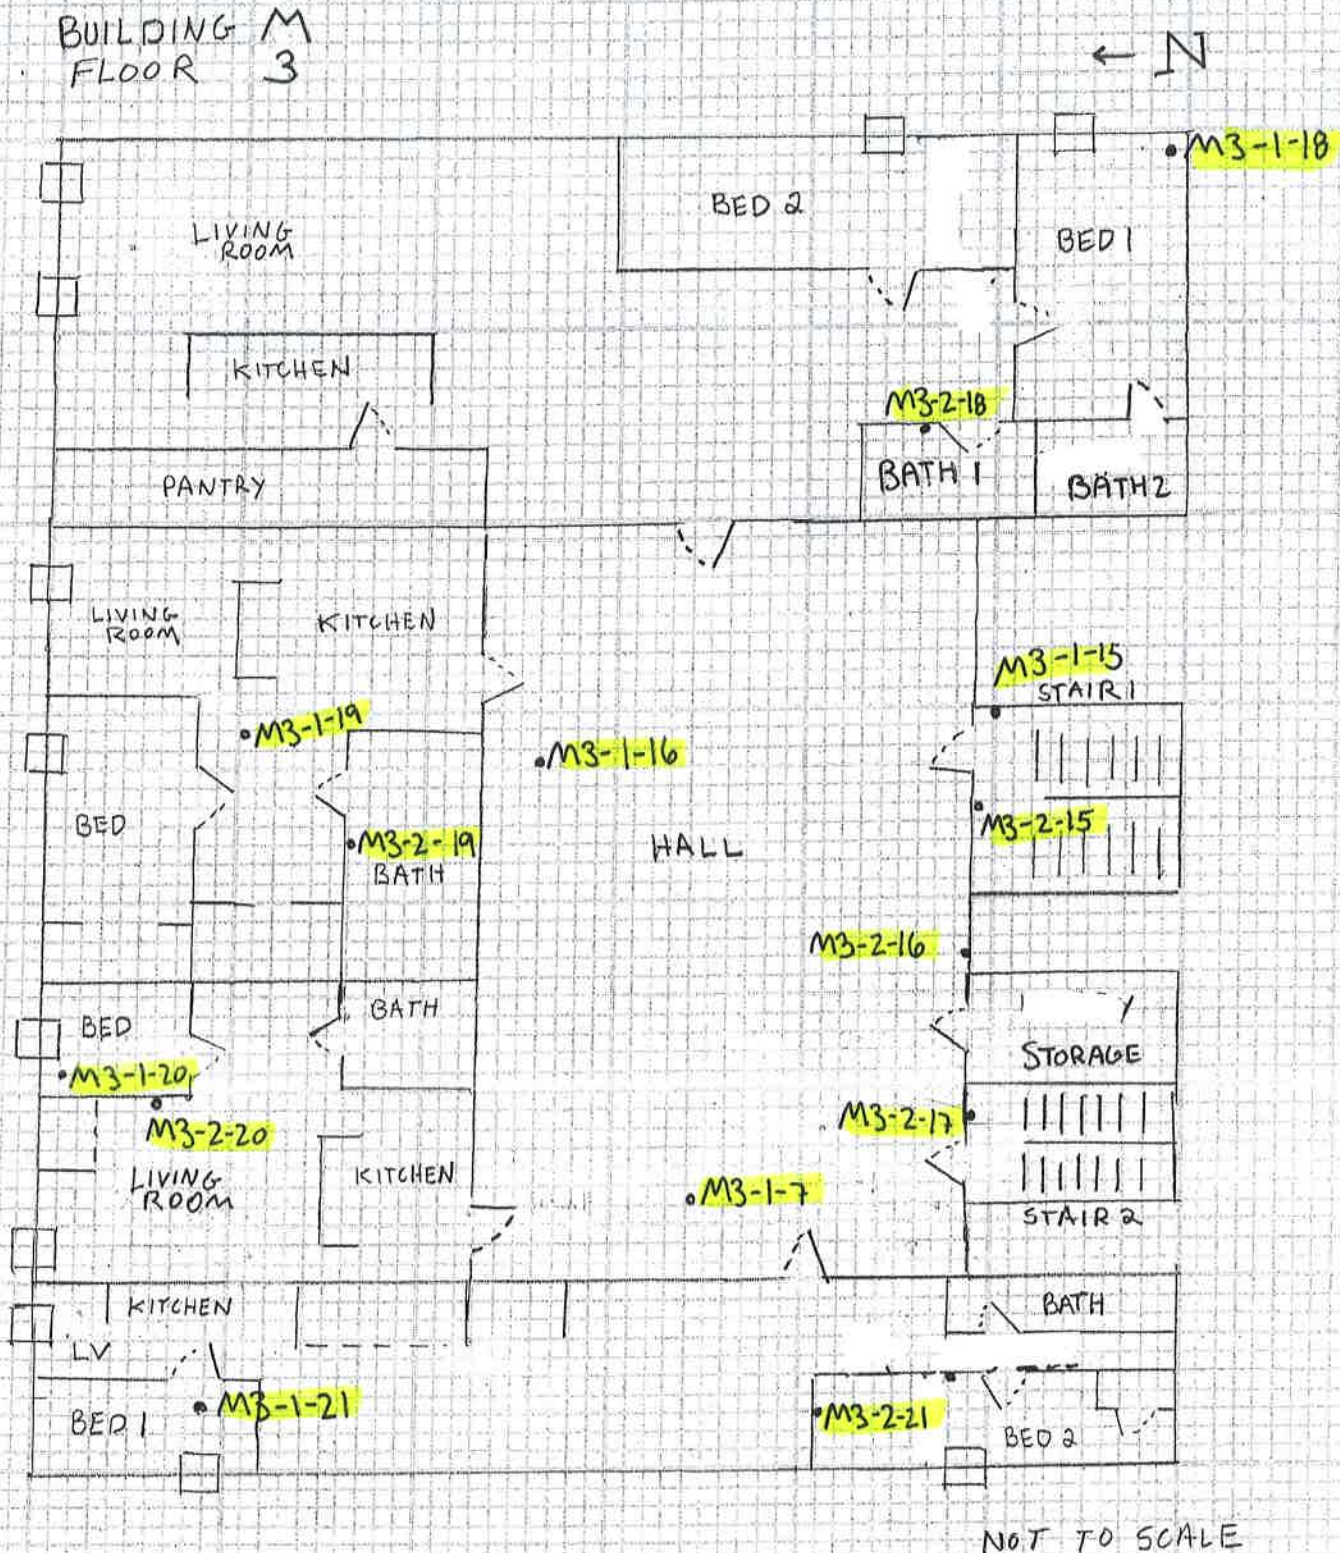 BUILDING M
FLOOR 3
← N
M3-1-18
BED 2
BED 1
LIVING
ROOM
KITCHEN
M3-2-18
BATH 1
BATH 2
PANTRY
LIVING
ROOM
KITCHEN
M3-1-15
STAIR 1
M3-1-19
M3-1-16
M3-2-15
BED
M3-2-19
BATH
HALL
M3-2-16
BED
BATH
STORAGE
M3-1-20
M3-2-20
M3-2-17
LIVING
ROOM
KITCHEN
M3-1-7
STAIR 2
KITCHEN
BATH
LV
M3-1-21
BED 1
M3-2-21
BED 2
NOT TO SCALE